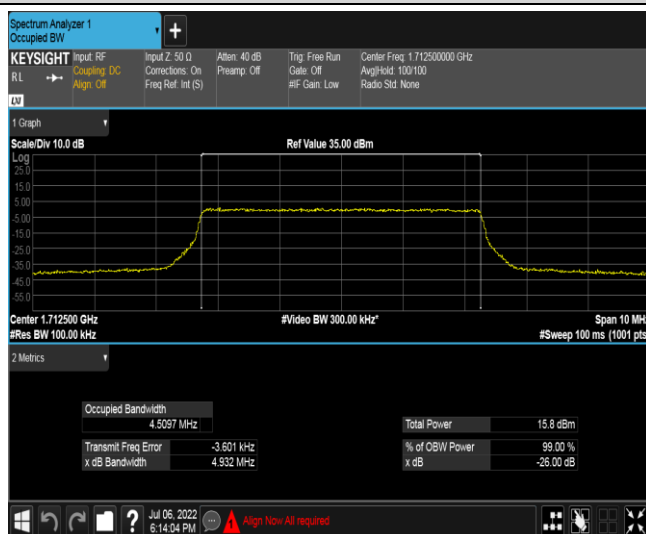 Spectrum Analyzer 1
Occupied BW
+
KEYSIGHT
R L
LXI
Input: RF
Coupling: DC
Align: Off
Input Z: 50 Ω
Corrections: On
Freq Ref: Int (S)
Atten: 40 dB
Preamp: Off
Trig: Free Run
Gate: Off
#IF Gain: Low
Center Freq: 1.712500000 GHz
Avg|Hold: 100/100
Radio Std: None
1 Graph
Scale/Div 10.0 dB
Ref Value 35.00 dBm
Log
25.0
15.0
5.00
-5.00
-15.0
-25.0
-35.0
-45.0
-55.0
Center 1.712500 GHz
#Video BW 300.00 kHz*
Span 10 MHz
#Res BW 100.00 kHz
#Sweep 100 ms (1001 pts
2 Metrics
Occupied Bandwidth
4.5097 MHz
Total Power 15.8 dBm
Transmit Freq Error -3.601 kHz
% of OBW Power 99.00 %
x dB Bandwidth 4.932 MHz
x dB -26.00 dB
?
Jul 06, 2022
6:14:04 PM
Align Now All required